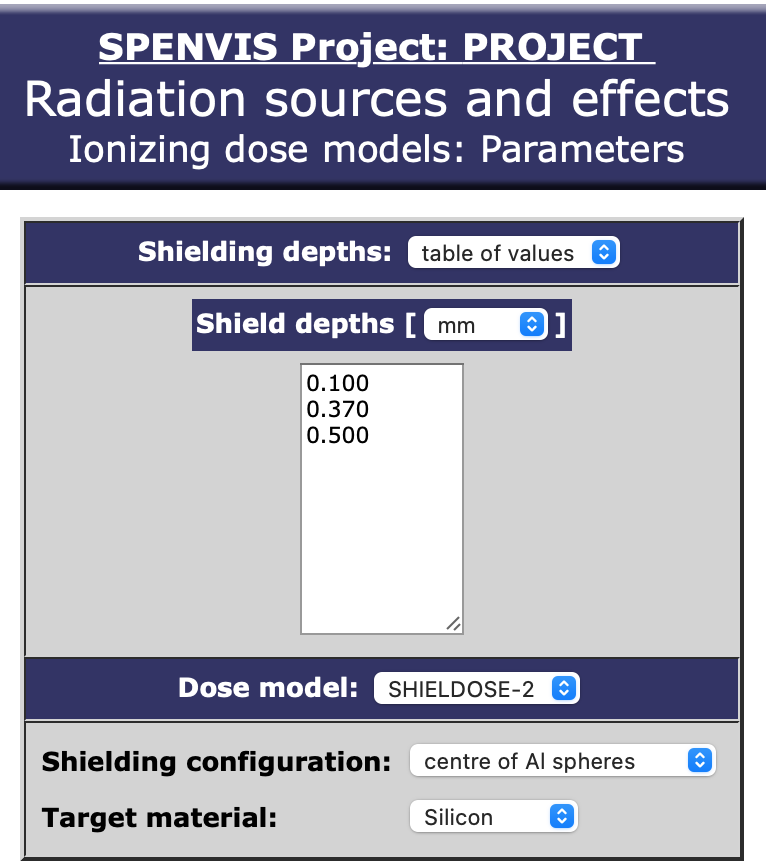 SPENVIS Project: PROJECT
Radiation sources and effects
Ionizing dose models: Parameters
Shielding depths: table of values
Shield depths [ mm ]
0.100
0.370
0.500
Dose model: SHIELDOSE-2
Shielding configuration: centre of Al spheres
Target material: Silicon